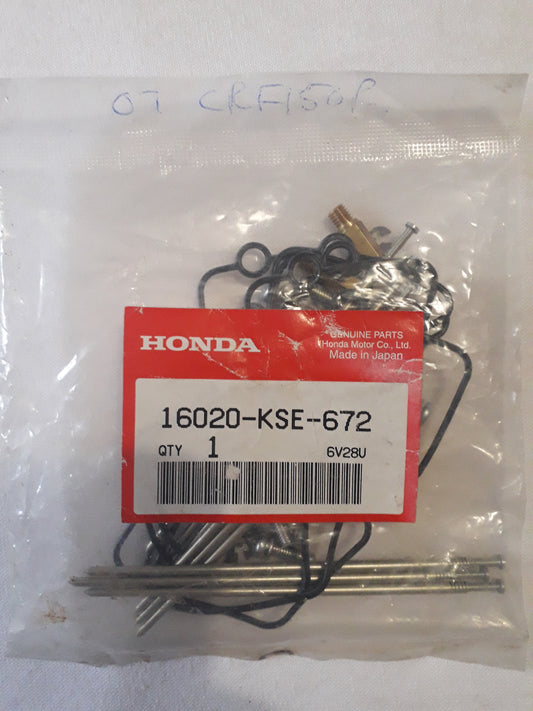 07 CRF150R
HONDA
GENUINE PARTS
Honda Motor Co., Ltd.
Made in Japan
16020-KSE-672
QTY 1 6V28U